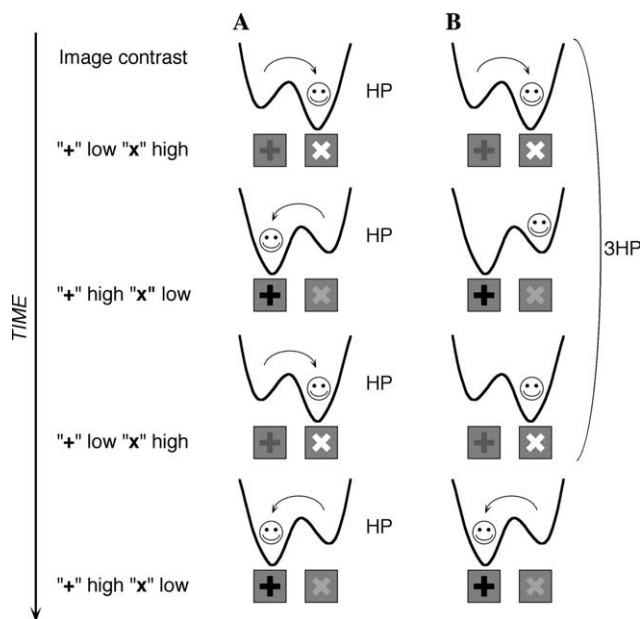 A B
Image contrast
HP
"+" low "x" high
HP
3HP
"+" high "x" low
TIME
HP
"+" low "x" high
HP
"+" high "x" low